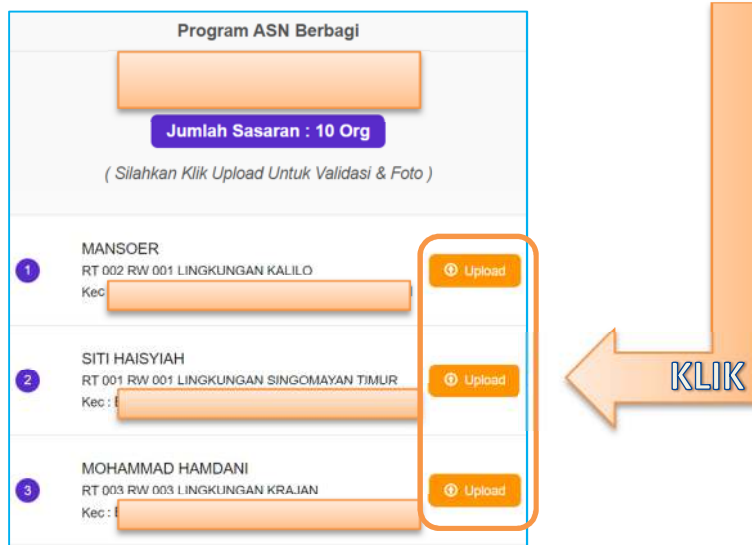 Program ASN Berbagi
Jumlah Sasaran : 10 Org
( Silahkan Klik Upload Untuk Validasi & Foto )
1
MANSOER
RT 002 RW 001 LINGKUNGAN KALILO
Kec
Upload
2
SITI HAISYIAH
RT 001 RW 001 LINGKUNGAN SINGOMAYAN TIMUR
Kec :
Upload
KLIK
3
MOHAMMAD HAMDANI
RT 003 RW 003 LINGKUNGAN KRAJAN
Kec :
Upload